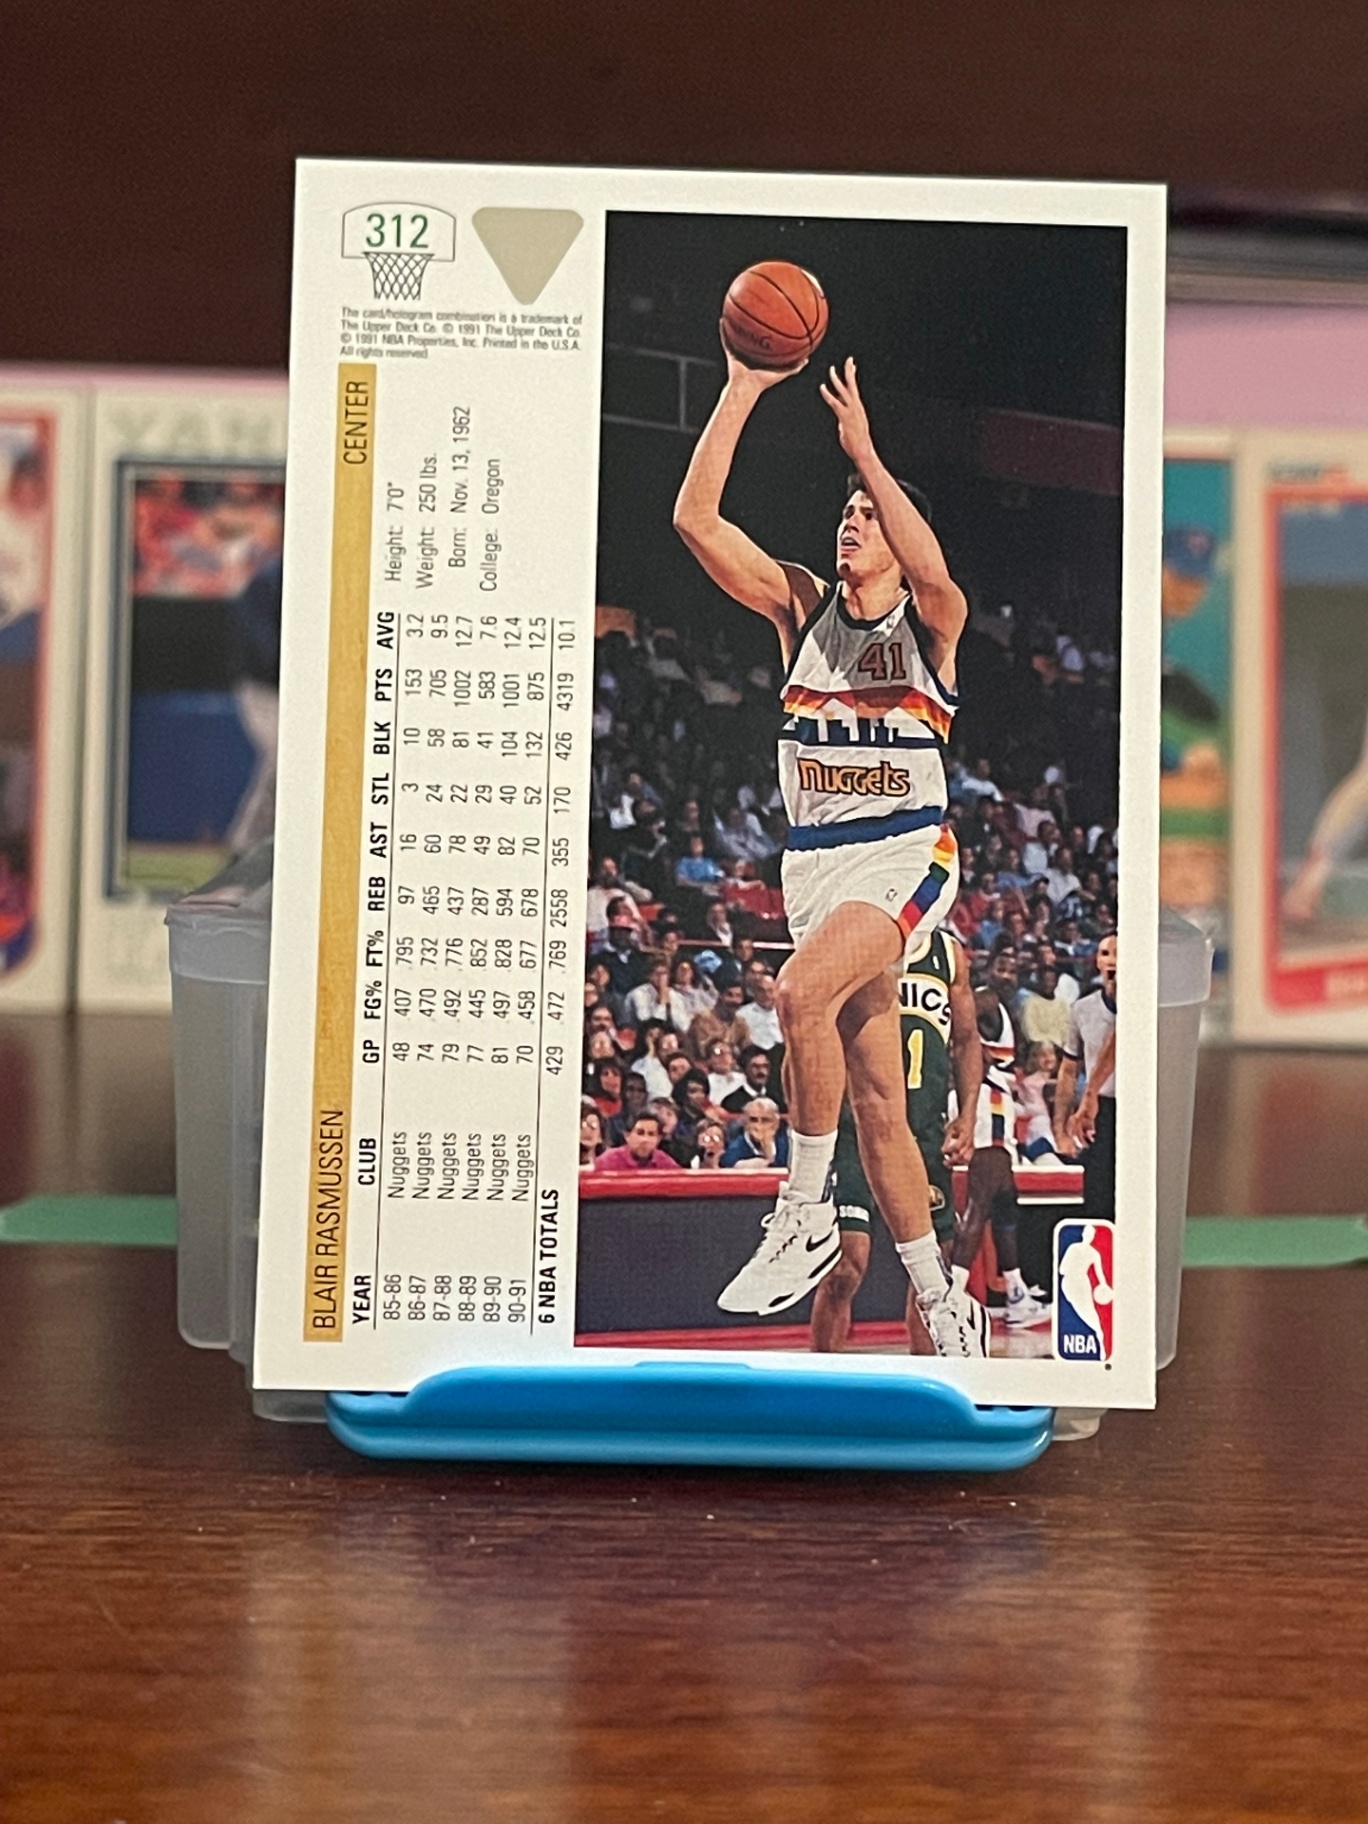 312
The card/hologram combination is a trademark of
The Upper Deck Co. © 1991 The Upper Deck Co.
© 1991 NBA Properties, Inc. Printed in the U.S.A.
All rights reserved.
BLAIR RASMUSSEN CENTER
Height: 7'0"
Weight: 250 lbs.
Born: Nov. 13, 1962
College: Oregon
YEAR CLUB GP FG% FT% REB AST STL BLK PTS AVG
85-86 Nuggets 48 .407 .795 97 16 3 10 153 3.2
86-87 Nuggets 74 .470 .732 465 60 24 58 705 9.5
87-88 Nuggets 79 .492 .776 437 78 22 81 1002 12.7
88-89 Nuggets 77 .445 .852 287 49 29 41 583 7.6
89-90 Nuggets 81 .497 .828 594 82 40 104 1001 12.4
90-91 Nuggets 70 .458 .677 678 70 52 132 875 12.5
6 NBA TOTALS 429 .472 .769 2558 355 170 426 4319 10.1
41
Nuggets
NICS
1
NBA